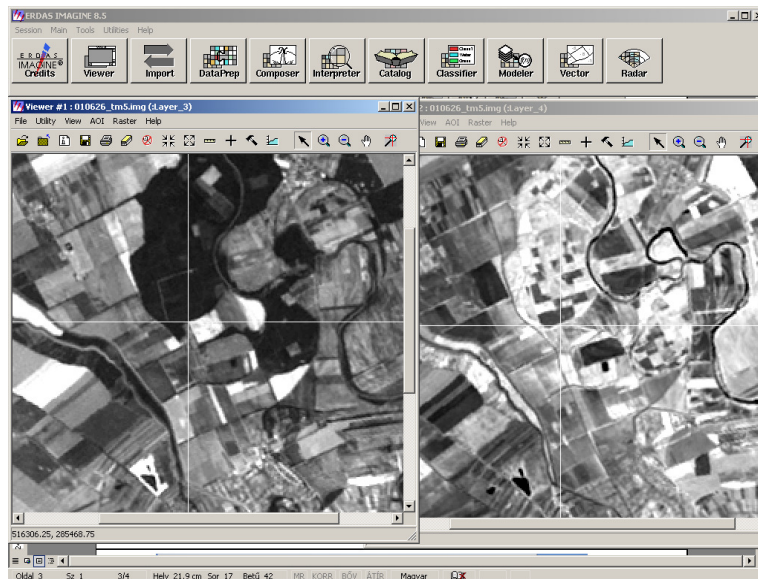 ERDAS IMAGINE 8.5
Session Main Tools Utilities Help
ERDAS
IMAGINE
Credits Viewer Import DataPrep Composer Interpreter Catalog Classifier Modeler Vector Radar
Viewer #1 : 010626_tm5.img (:Layer_3)
2 : 010626_tm5.img (:Layer_4)
File Utility View AOI Raster Help
View AOI Raster Help
516306.25, 285468.75
Oldal 3 Sz 1 3/4 Hely 21,9 cm Sor 17 Betű 42 MR KORR BŐV ÁTÍR Magyar